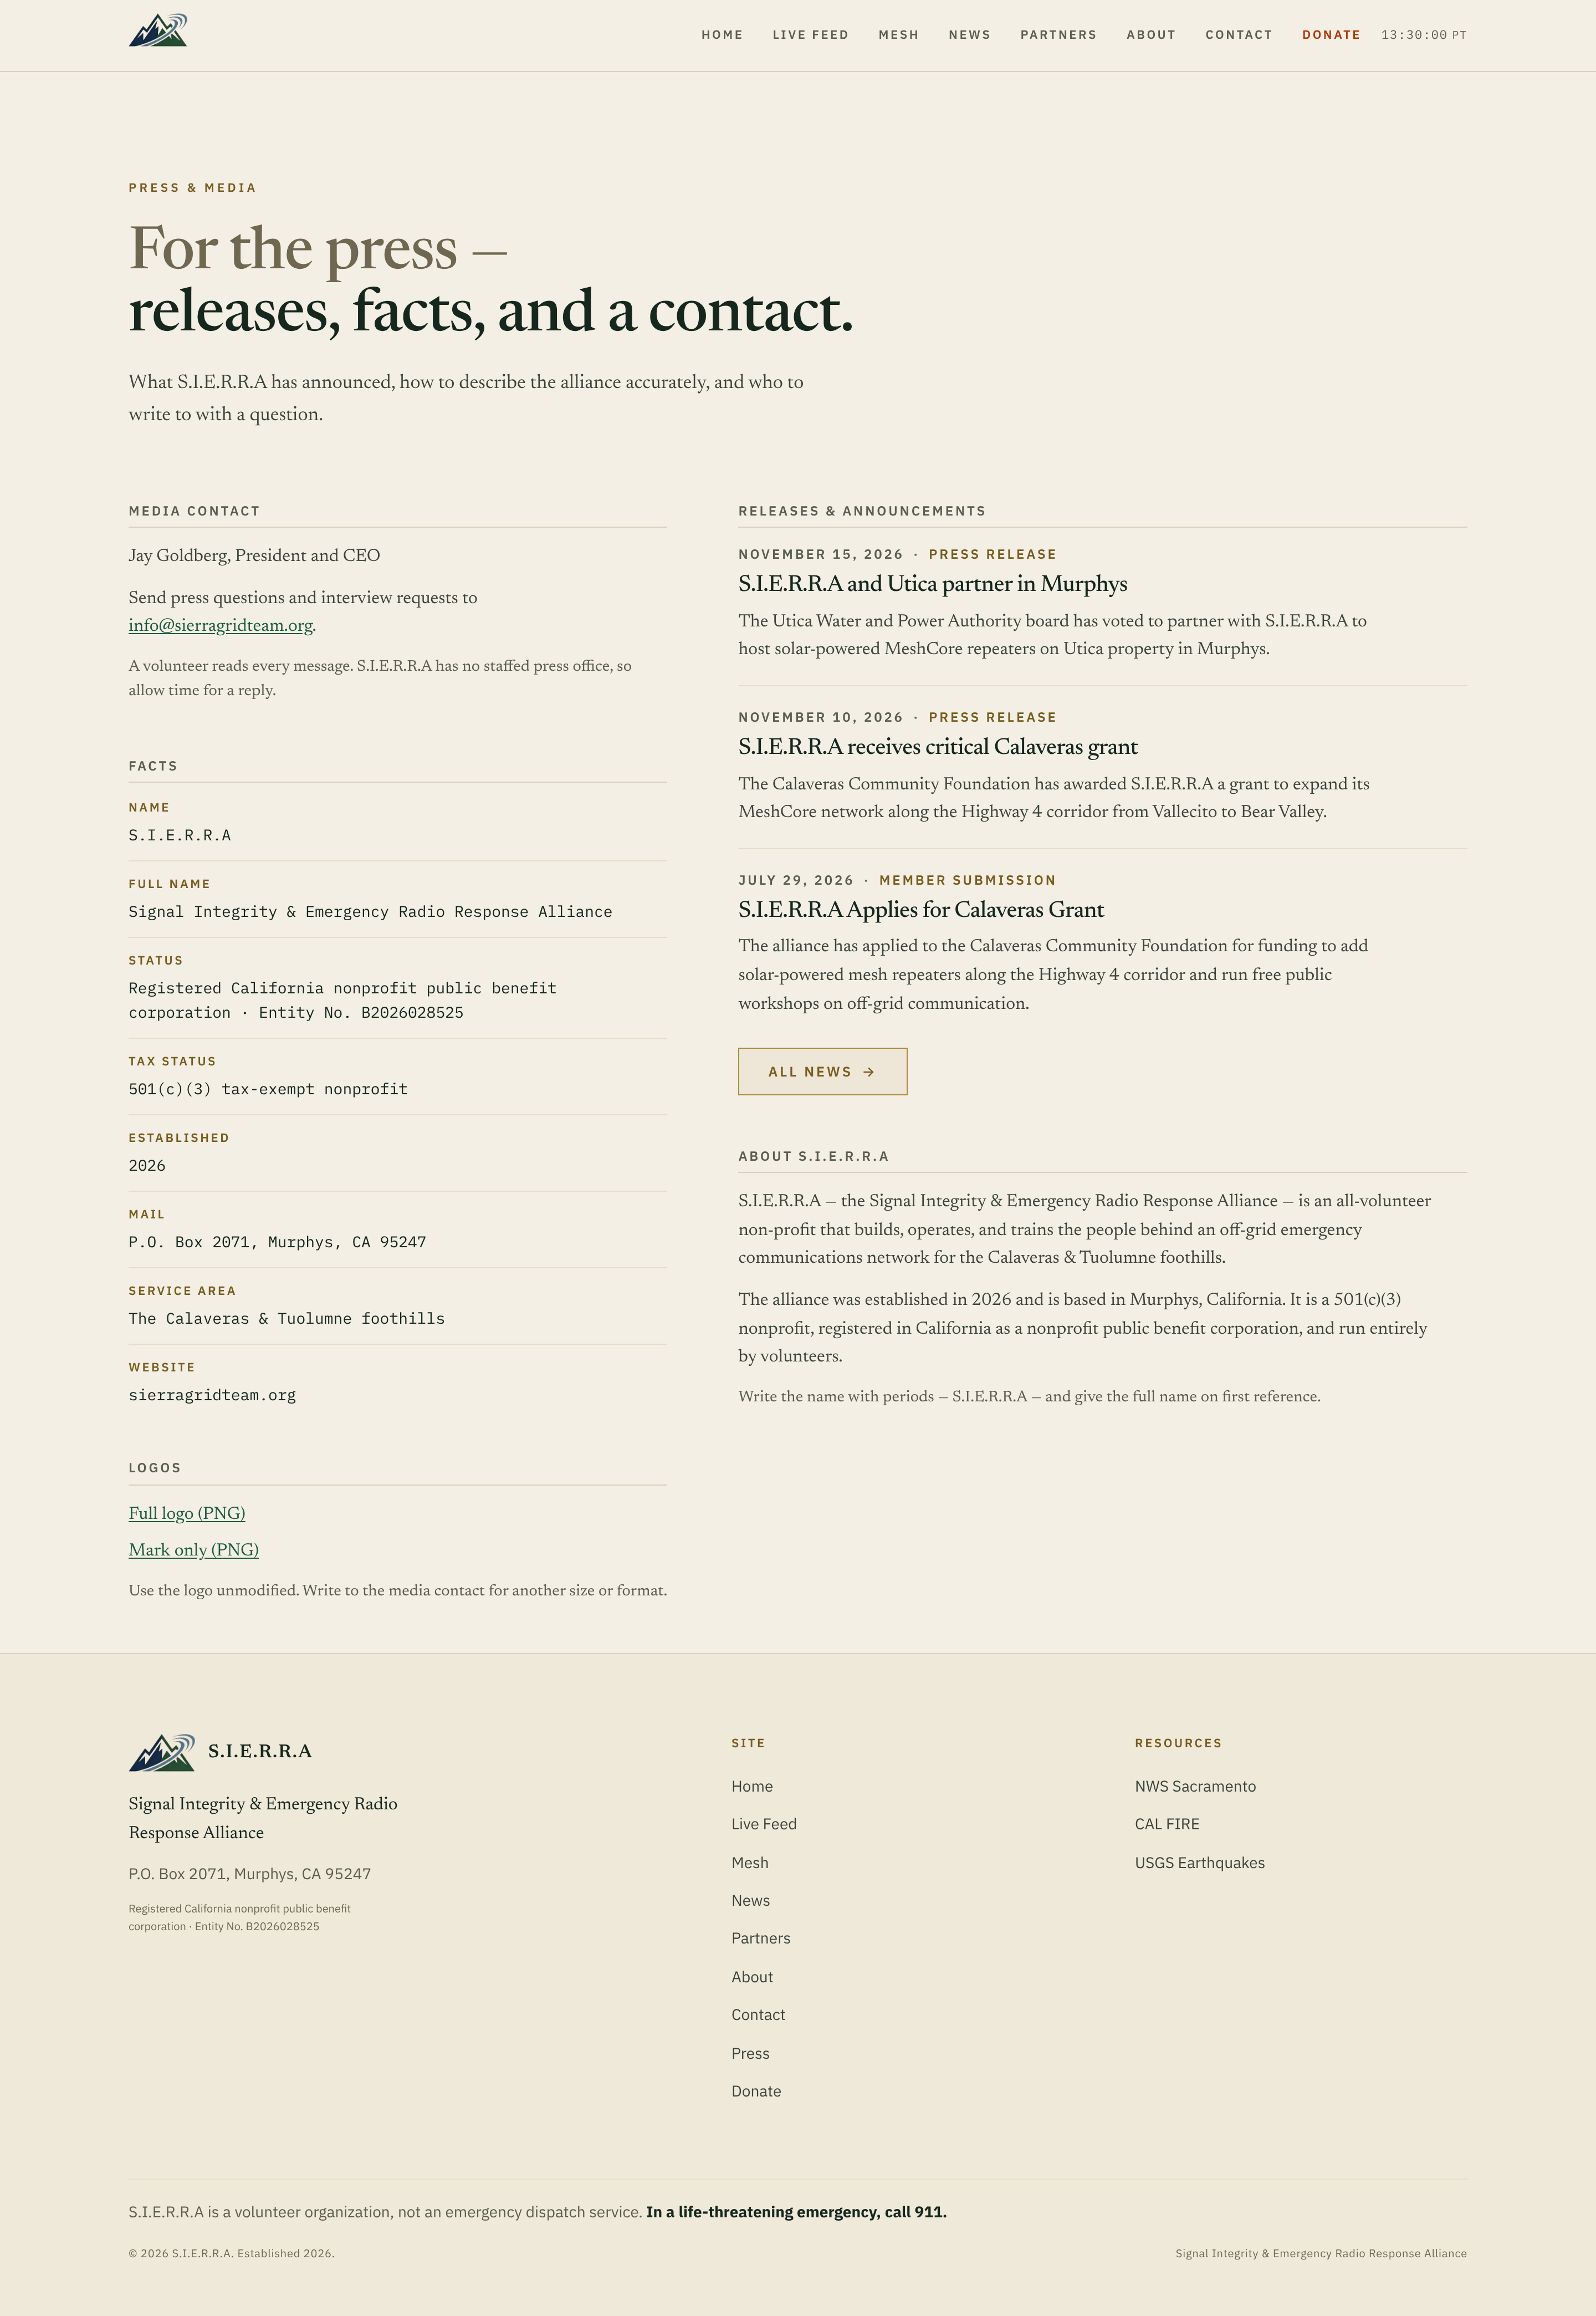 HOME LIVE FEED MESH NEWS PARTNERS ABOUT CONTACT DONATE 13:30:00 PT
PRESS & MEDIA
For the press —
releases, facts, and a contact.
What S.I.E.R.R.A has announced, how to describe the alliance accurately, and who to
write to with a question.
MEDIA CONTACT
Jay Goldberg, President and CEO
Send press questions and interview requests to
info@sierragridteam.org.
A volunteer reads every message. S.I.E.R.R.A has no staffed press office, so
allow time for a reply.
FACTS
NAME
S.I.E.R.R.A
FULL NAME
Signal Integrity & Emergency Radio Response Alliance
STATUS
Registered California nonprofit public benefit
corporation · Entity No. B2026028525
TAX STATUS
501(c)(3) tax-exempt nonprofit
ESTABLISHED
2026
MAIL
P.O. Box 2071, Murphys, CA 95247
SERVICE AREA
The Calaveras & Tuolumne foothills
WEBSITE
sierragridteam.org
LOGOS
Full logo (PNG)
Mark only (PNG)
Use the logo unmodified. Write to the media contact for another size or format.
RELEASES & ANNOUNCEMENTS
NOVEMBER 15, 2026 · PRESS RELEASE
S.I.E.R.R.A and Utica partner in Murphys
The Utica Water and Power Authority board has voted to partner with S.I.E.R.R.A to
host solar-powered MeshCore repeaters on Utica property in Murphys.
NOVEMBER 10, 2026 · PRESS RELEASE
S.I.E.R.R.A receives critical Calaveras grant
The Calaveras Community Foundation has awarded S.I.E.R.R.A a grant to expand its
MeshCore network along the Highway 4 corridor from Vallecito to Bear Valley.
JULY 29, 2026 · MEMBER SUBMISSION
S.I.E.R.R.A Applies for Calaveras Grant
The alliance has applied to the Calaveras Community Foundation for funding to add
solar-powered mesh repeaters along the Highway 4 corridor and run free public
workshops on off-grid communication.
ALL NEWS →
ABOUT S.I.E.R.R.A
S.I.E.R.R.A — the Signal Integrity & Emergency Radio Response Alliance — is an all-volunteer
non-profit that builds, operates, and trains the people behind an off-grid emergency
communications network for the Calaveras & Tuolumne foothills.
The alliance was established in 2026 and is based in Murphys, California. It is a 501(c)(3)
nonprofit, registered in California as a nonprofit public benefit corporation, and run entirely
by volunteers.
Write the name with periods — S.I.E.R.R.A — and give the full name on first reference.
S.I.E.R.R.A
Signal Integrity & Emergency Radio
Response Alliance
P.O. Box 2071, Murphys, CA 95247
Registered California nonprofit public benefit
corporation · Entity No. B2026028525
SITE
Home
Live Feed
Mesh
News
Partners
About
Contact
Press
Donate
RESOURCES
NWS Sacramento
CAL FIRE
USGS Earthquakes
S.I.E.R.R.A is a volunteer organization, not an emergency dispatch service. In a life-threatening emergency, call 911.
© 2026 S.I.E.R.R.A. Established 2026.
Signal Integrity & Emergency Radio Response Alliance